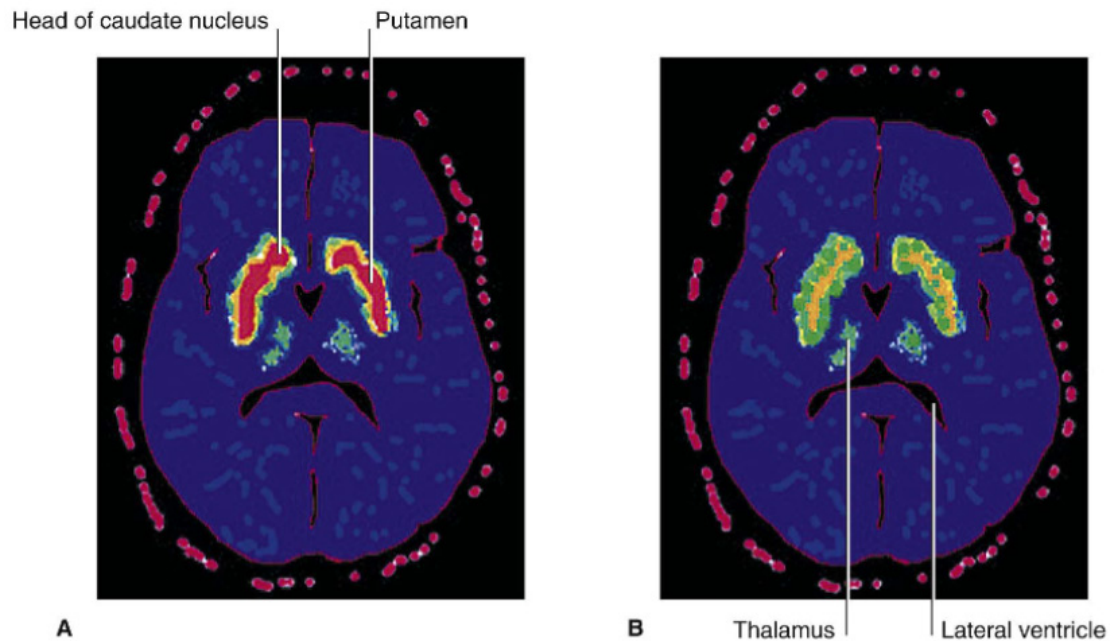 Head of caudate nucleus Putamen
A B
Thalamus Lateral ventricle